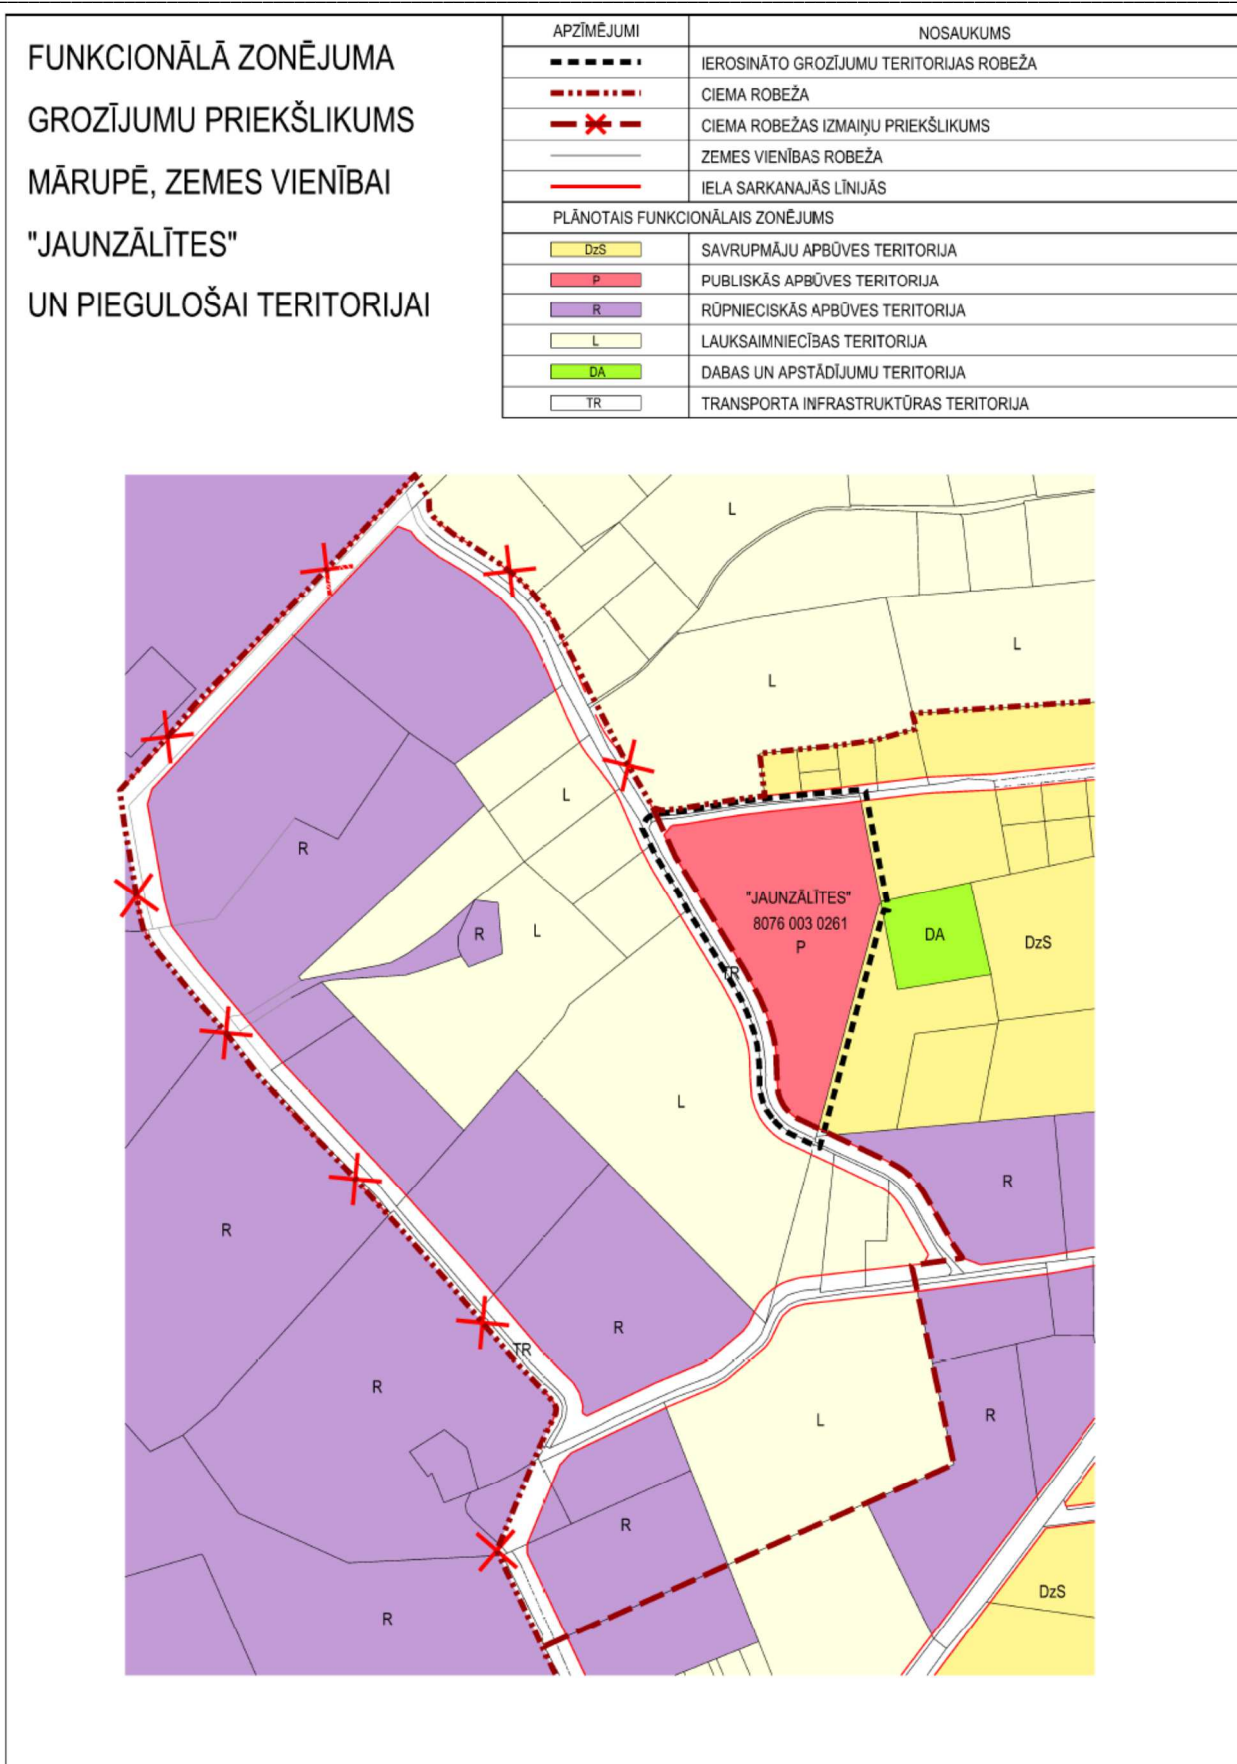 FUNKCIONĀLĀ ZONĒJUMA
GROZĪJUMU PRIEKŠLIKUMS
MĀRUPĒ, ZEMES VIENĪBAI
"JAUNZĀLĪTES"
UN PIEGULOŠAI TERITORIJAI
APZĪMĒJUMI NOSAUKUMS
IEROSINĀTO GROZĪJUMU TERITORIJAS ROBEŽA
CIEMA ROBEŽA
CIEMA ROBEŽAS IZMAIŅU PRIEKŠLIKUMS
ZEMES VIENĪBAS ROBEŽA
IELA SARKANAJĀS LĪNIJĀS
PLĀNOTAIS FUNKCIONĀLAIS ZONĒJUMS
DzS SAVRUPMĀJU APBŪVES TERITORIJA
P PUBLISKĀS APBŪVES TERITORIJA
R RŪPNIECISKĀS APBŪVES TERITORIJA
L LAUKSAIMNIECĪBAS TERITORIJA
DA DABAS UN APSTĀDĪJUMU TERITORIJA
TR TRANSPORTA INFRASTRUKTŪRAS TERITORIJA
L
L
L
L
R
"JAUNZĀLĪTES"
8076 003 0261
P
R
L
DA
DzS
TR
L
R
R
R
TR
R
L
R
R
DzS
R